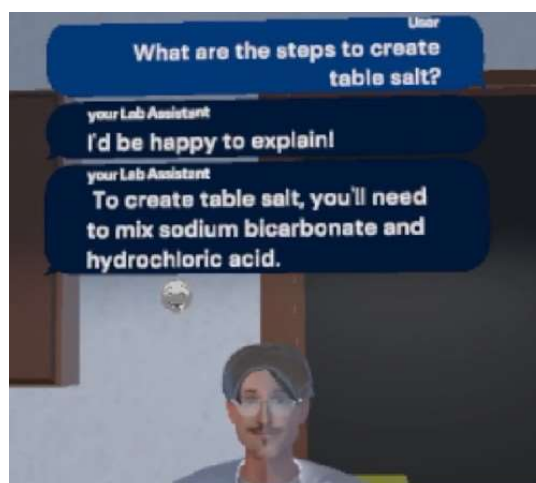 User
What are the steps to create
table salt?
your Lab Assistant
I'd be happy to explain!
your Lab Assistant
To create table salt, you'll need
to mix sodium bicarbonate and
hydrochloric acid.